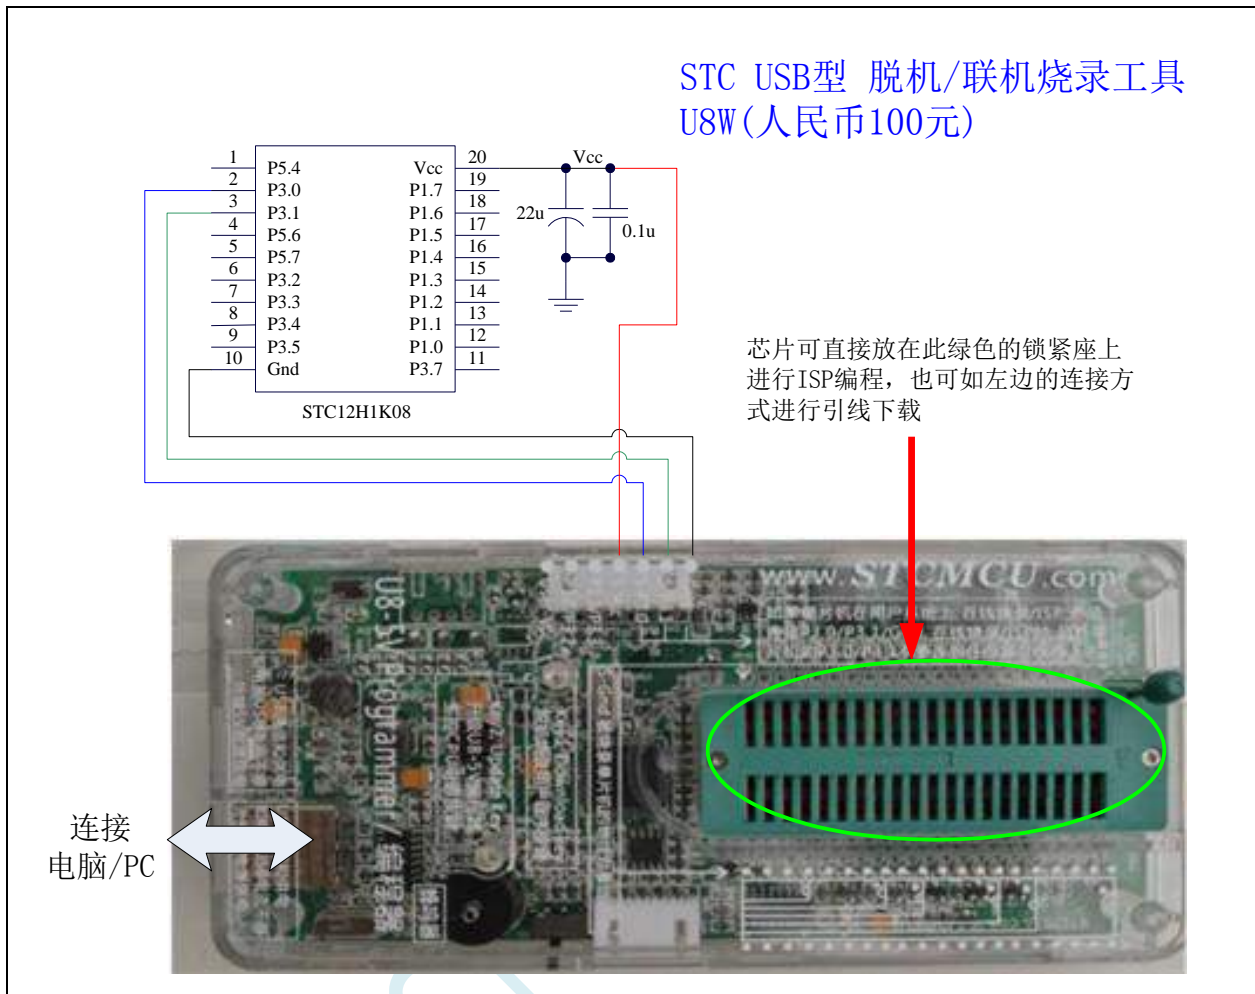 STC USB型 脱机/联机烧录工具
U8W(人民币100元)
1 P5.4 Vcc 20 Vcc
2 P3.0 P1.7 19
3 P3.1 P1.6 18
22u
4 P5.6 P1.5 17
0.1u
5 P5.7 P1.4 16
6 P3.2 P1.3 15
7 P3.3 P1.2 14
8 P3.4 P1.1 13
9 P3.5 P1.0 12
10 Gnd P3.7 11
STC12H1K08
芯片可直接放在此绿色的锁紧座上
进行ISP编程，也可如左边的连接方
式进行引线下载
www.STCMCU.com
U8-5V Programmer/编程器
连接
电脑/PC